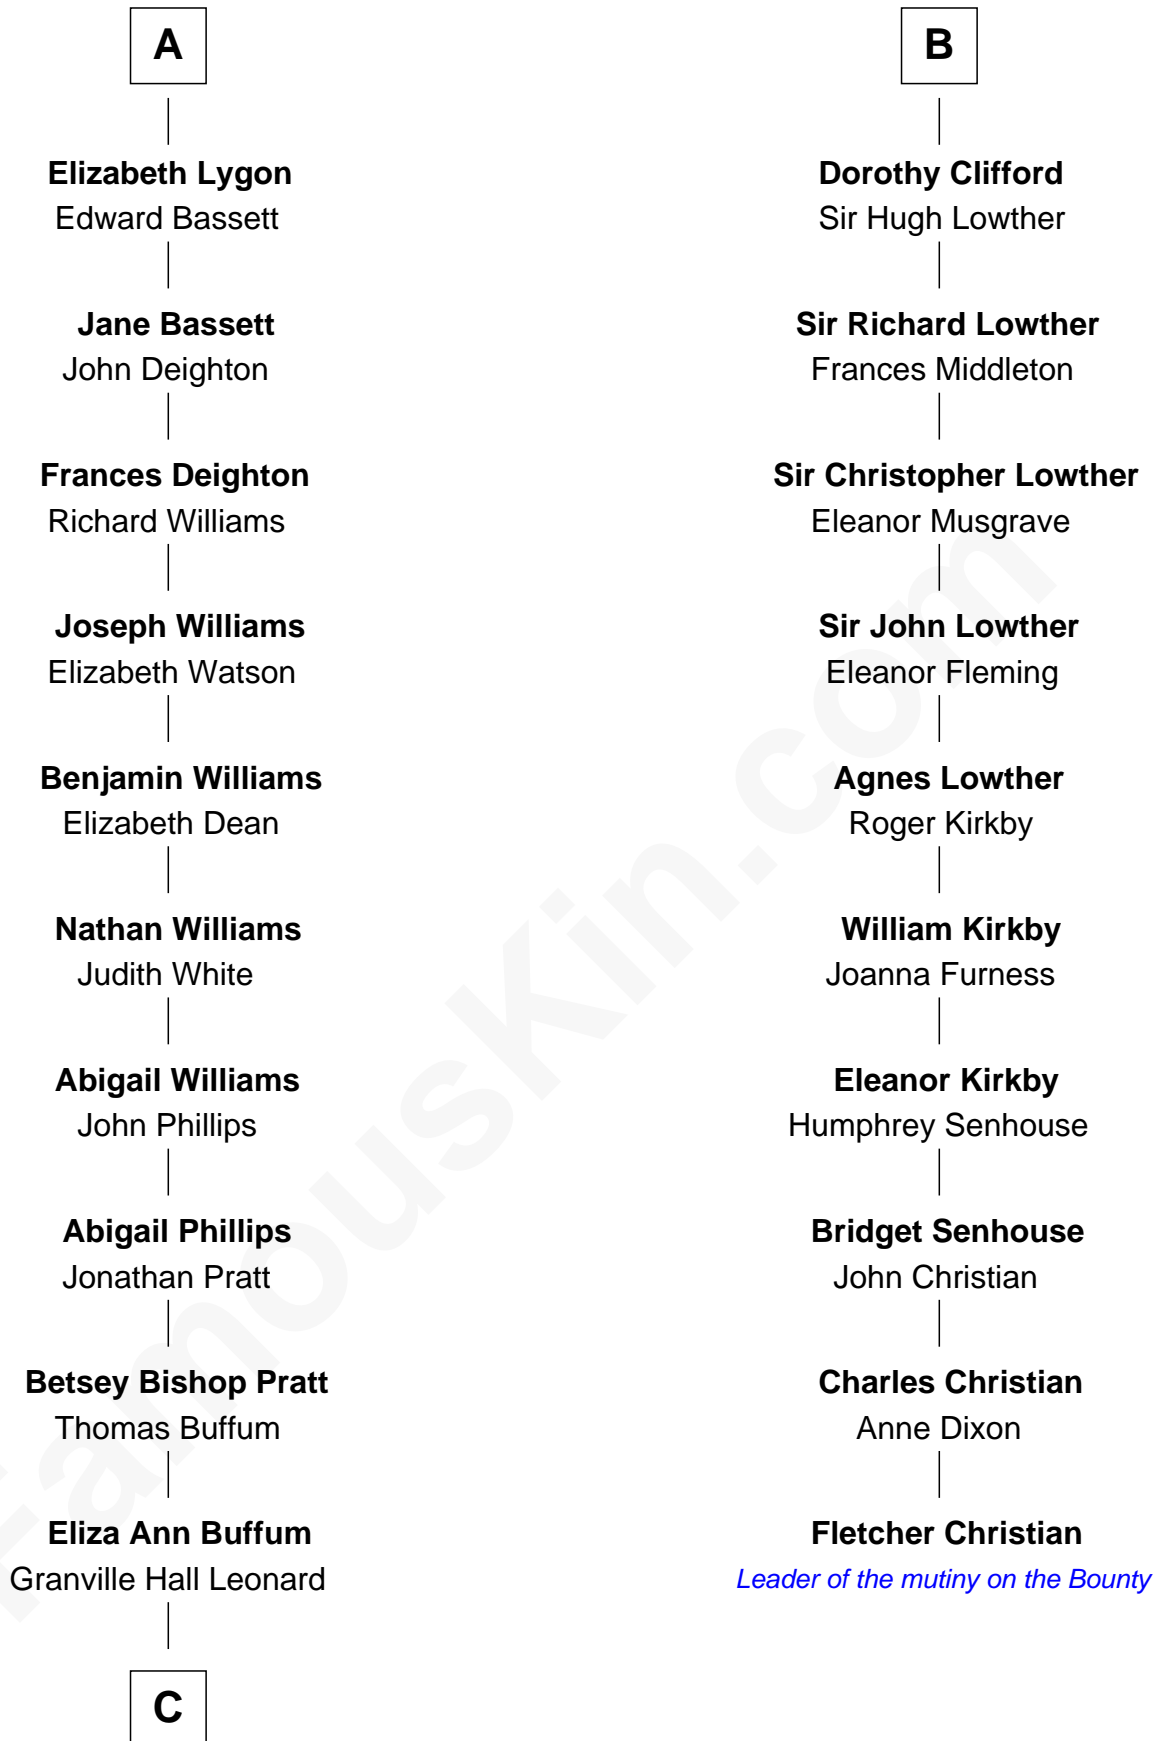 A
Elizabeth Lygon
Edward Bassett
Jane Bassett
John Deighton
Frances Deighton
Richard Williams
Joseph Williams
Elizabeth Watson
Benjamin Williams
Elizabeth Dean
Nathan Williams
Judith White
Abigail Williams
John Phillips
Abigail Phillips
Jonathan Pratt
Betsey Bishop Pratt
Thomas Buffum
Eliza Ann Buffum
Granville Hall Leonard
C
B
Dorothy Clifford
Sir Hugh Lowther
Sir Richard Lowther
Frances Middleton
Sir Christopher Lowther
Eleanor Musgrave
Sir John Lowther
Eleanor Fleming
Agnes Lowther
Roger Kirkby
William Kirkby
Joanna Furness
Eleanor Kirkby
Humphrey Senhouse
Bridget Senhouse
John Christian
Charles Christian
Anne Dixon
Fletcher Christian
Leader of the mutiny on the Bounty
FamousKin.com